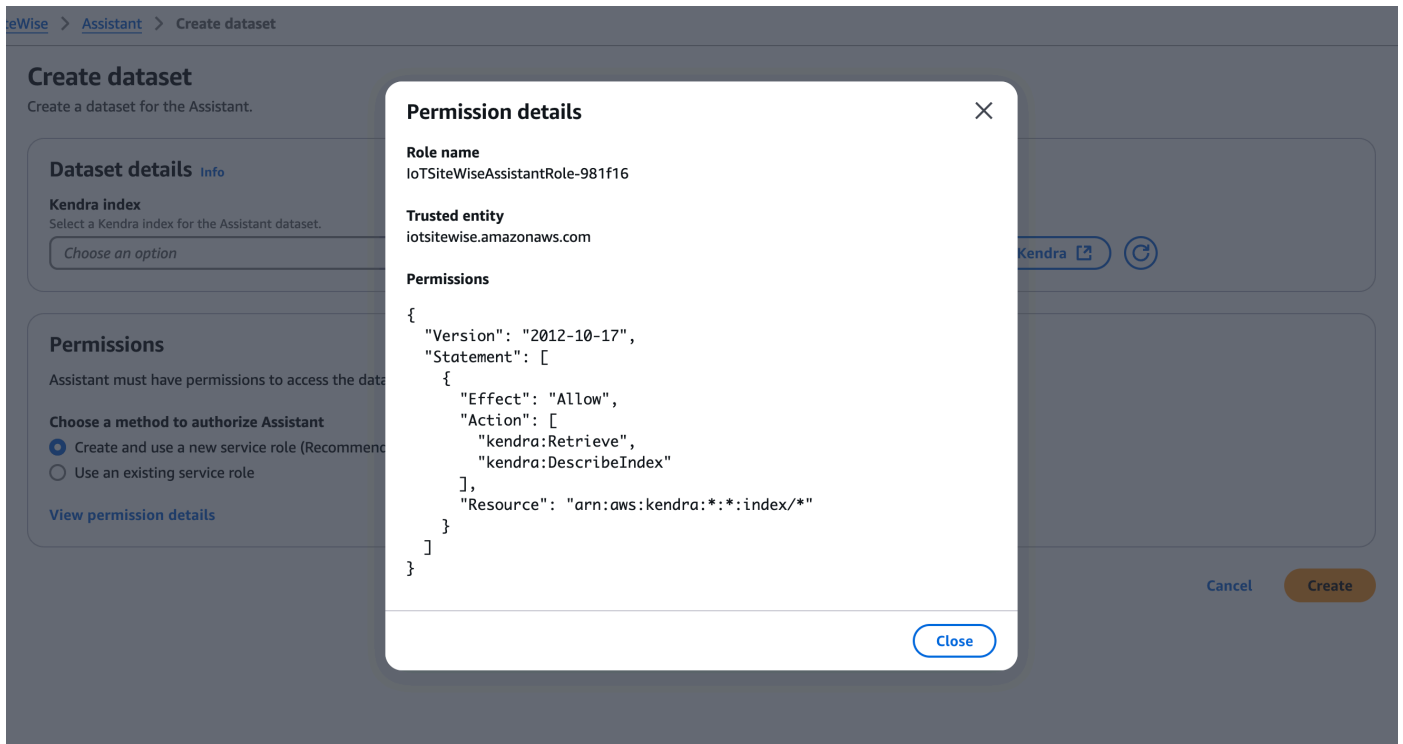 teWise > Assistant > Create dataset
Create dataset
Create a dataset for the Assistant.
Dataset details Info
Kendra index
Select a Kendra index for the Assistant dataset.
Choose an option
Kendra
Permissions
Assistant must have permissions to access the data
Choose a method to authorize Assistant
Create and use a new service role (Recommend
Use an existing service role
View permission details
Cancel
Create
Permission details
Role name
IoTSiteWiseAssistantRole-981f16
Trusted entity
iotsitewise.amazonaws.com
Permissions
{
  "Version": "2012-10-17",
  "Statement": [
    {
      "Effect": "Allow",
      "Action": [
        "kendra:Retrieve",
        "kendra:DescribeIndex"
      ],
      "Resource": "arn:aws:kendra:*:*:index/*"
    }
  ]
}
Close